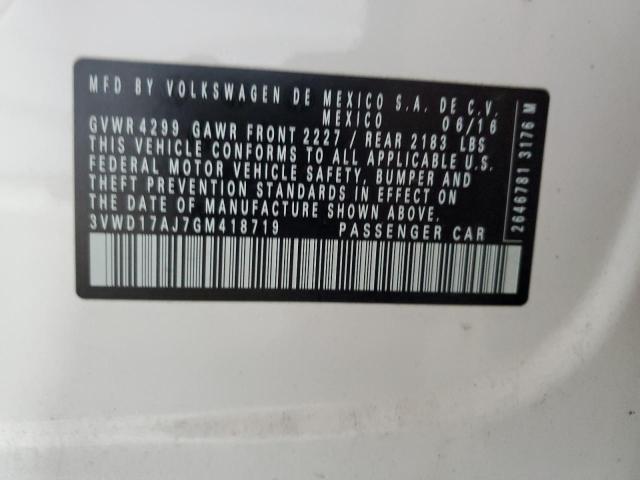 MFD BY VOLKSWAGEN DE MEXICO S.A. DE C.V.
MEXICO 06/16
GVWR 4299 GAWR FRONT 2227 / REAR 2183 LBS
THIS VEHICLE CONFORMS TO ALL APPLICABLE U.S.
FEDERAL MOTOR VEHICLE SAFETY, BUMPER AND
THEFT PREVENTION STANDARDS IN EFFECT ON
THE DATE OF MANUFACTURE SHOWN ABOVE.
3VWD17AJ7GM418719 PASSENGER CAR
2646781 3176 M